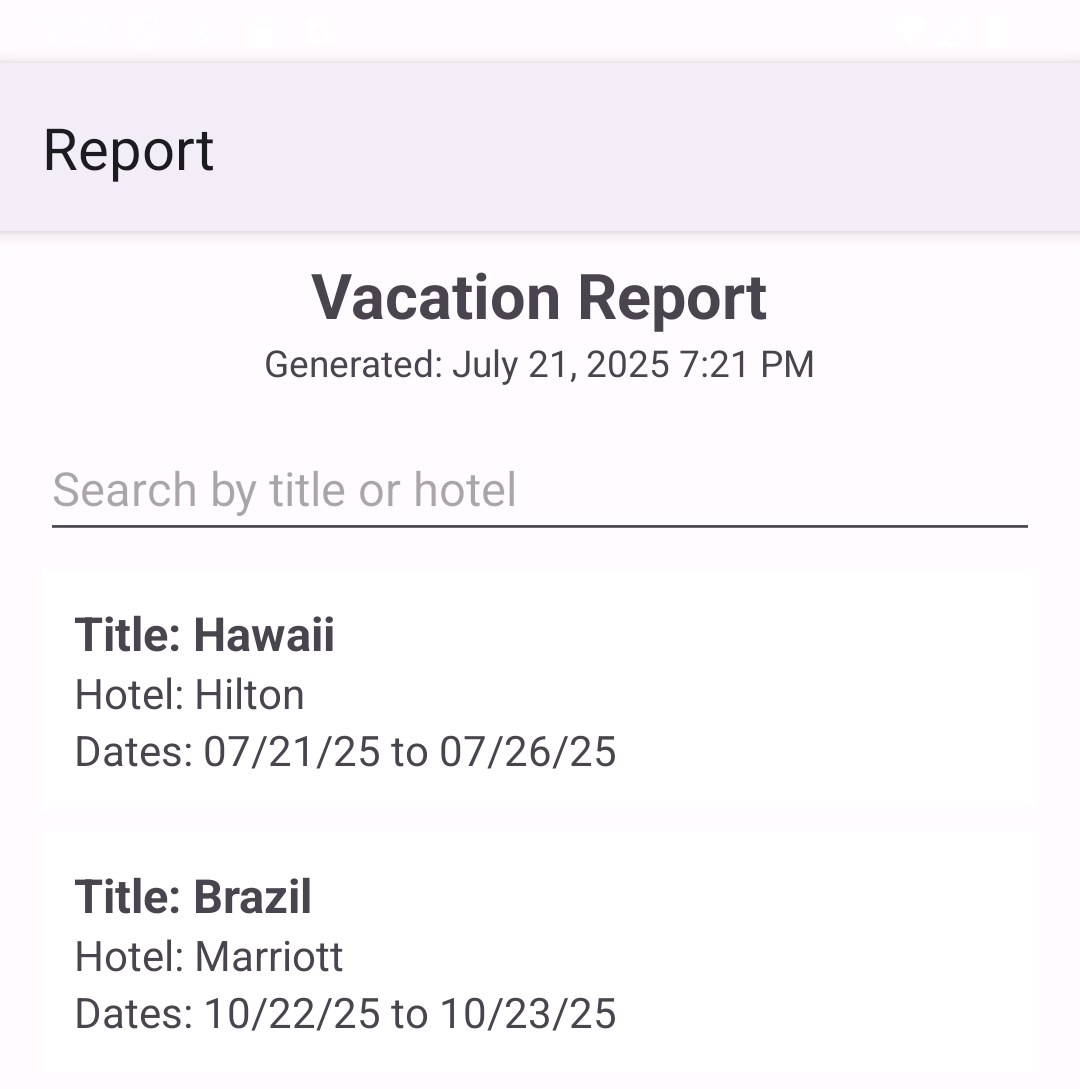 7:21
Report
Vacation Report
Generated: July 21, 2025 7:21 PM
Search by title or hotel
Title: Hawaii
Hotel: Hilton
Dates: 07/21/25 to 07/26/25
Title: Brazil
Hotel: Marriott
Dates: 10/22/25 to 10/23/25